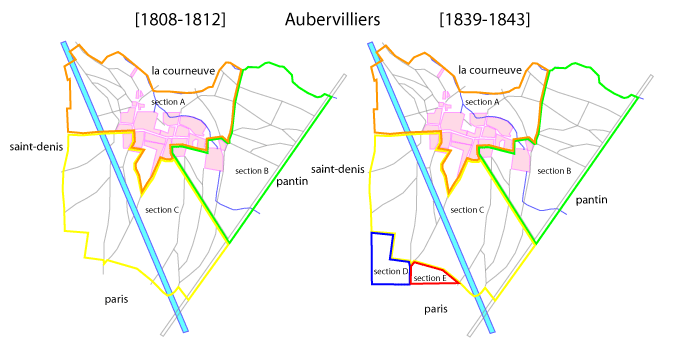 [1808-1812] Aubervilliers [1839-1843]
la courneuve
section A
saint-denis
section B
pantin
section C
paris
la courneuve
section A
saint-denis
section B
pantin
section C
section D
section E
paris